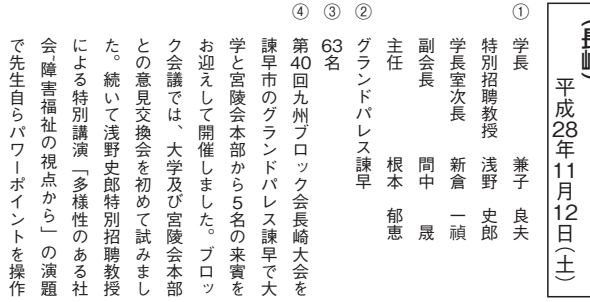 (長崎)
平成28年11月12日(土)
① 学長 兼子 良夫
特別招聘教授 浅野 史郎
学長室次長 新倉 一禎
副会長 間中 晟
主任 根本 郁恵
② グランドパレス諫早
③ 63名
④ 第40回九州ブロック会長崎大会を
諫早市のグランドパレス諫早で大
学と宮陵会本部から5名の来賓を
お迎えして開催しました。ブロッ
ク会議では、大学及び宮陵会本部
との意見交換会を初めて試みまし
た。続いて浅野史郎特別招聘教授
による特別講演「多様性のある社
会-障害福祉の視点から」の演題
で先生自らパワーポイントを操作